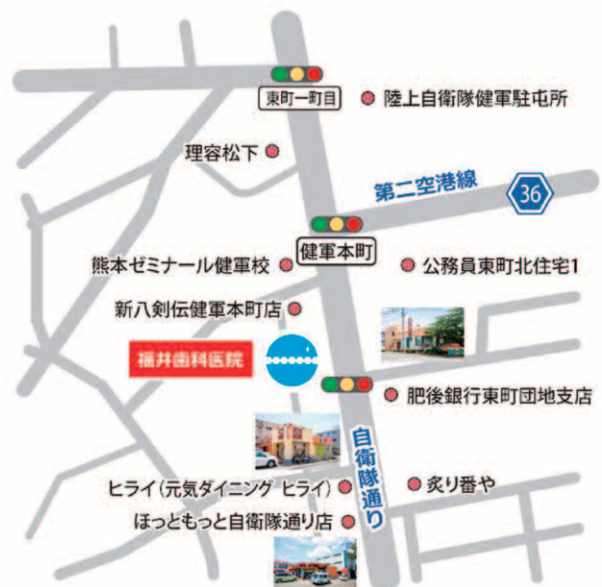 東町一町目
陸上自衛隊健軍駐屯所
理容松下
第二空港線
36
健軍本町
熊本ゼミナール健軍校
公務員東町北住宅1
新八剣伝健軍本町店
福井歯科医院
肥後銀行東町団地支店
自衛隊通り
ヒライ(元気ダイニング ヒライ)
炙り番や
ほっともっと自衛隊通り店